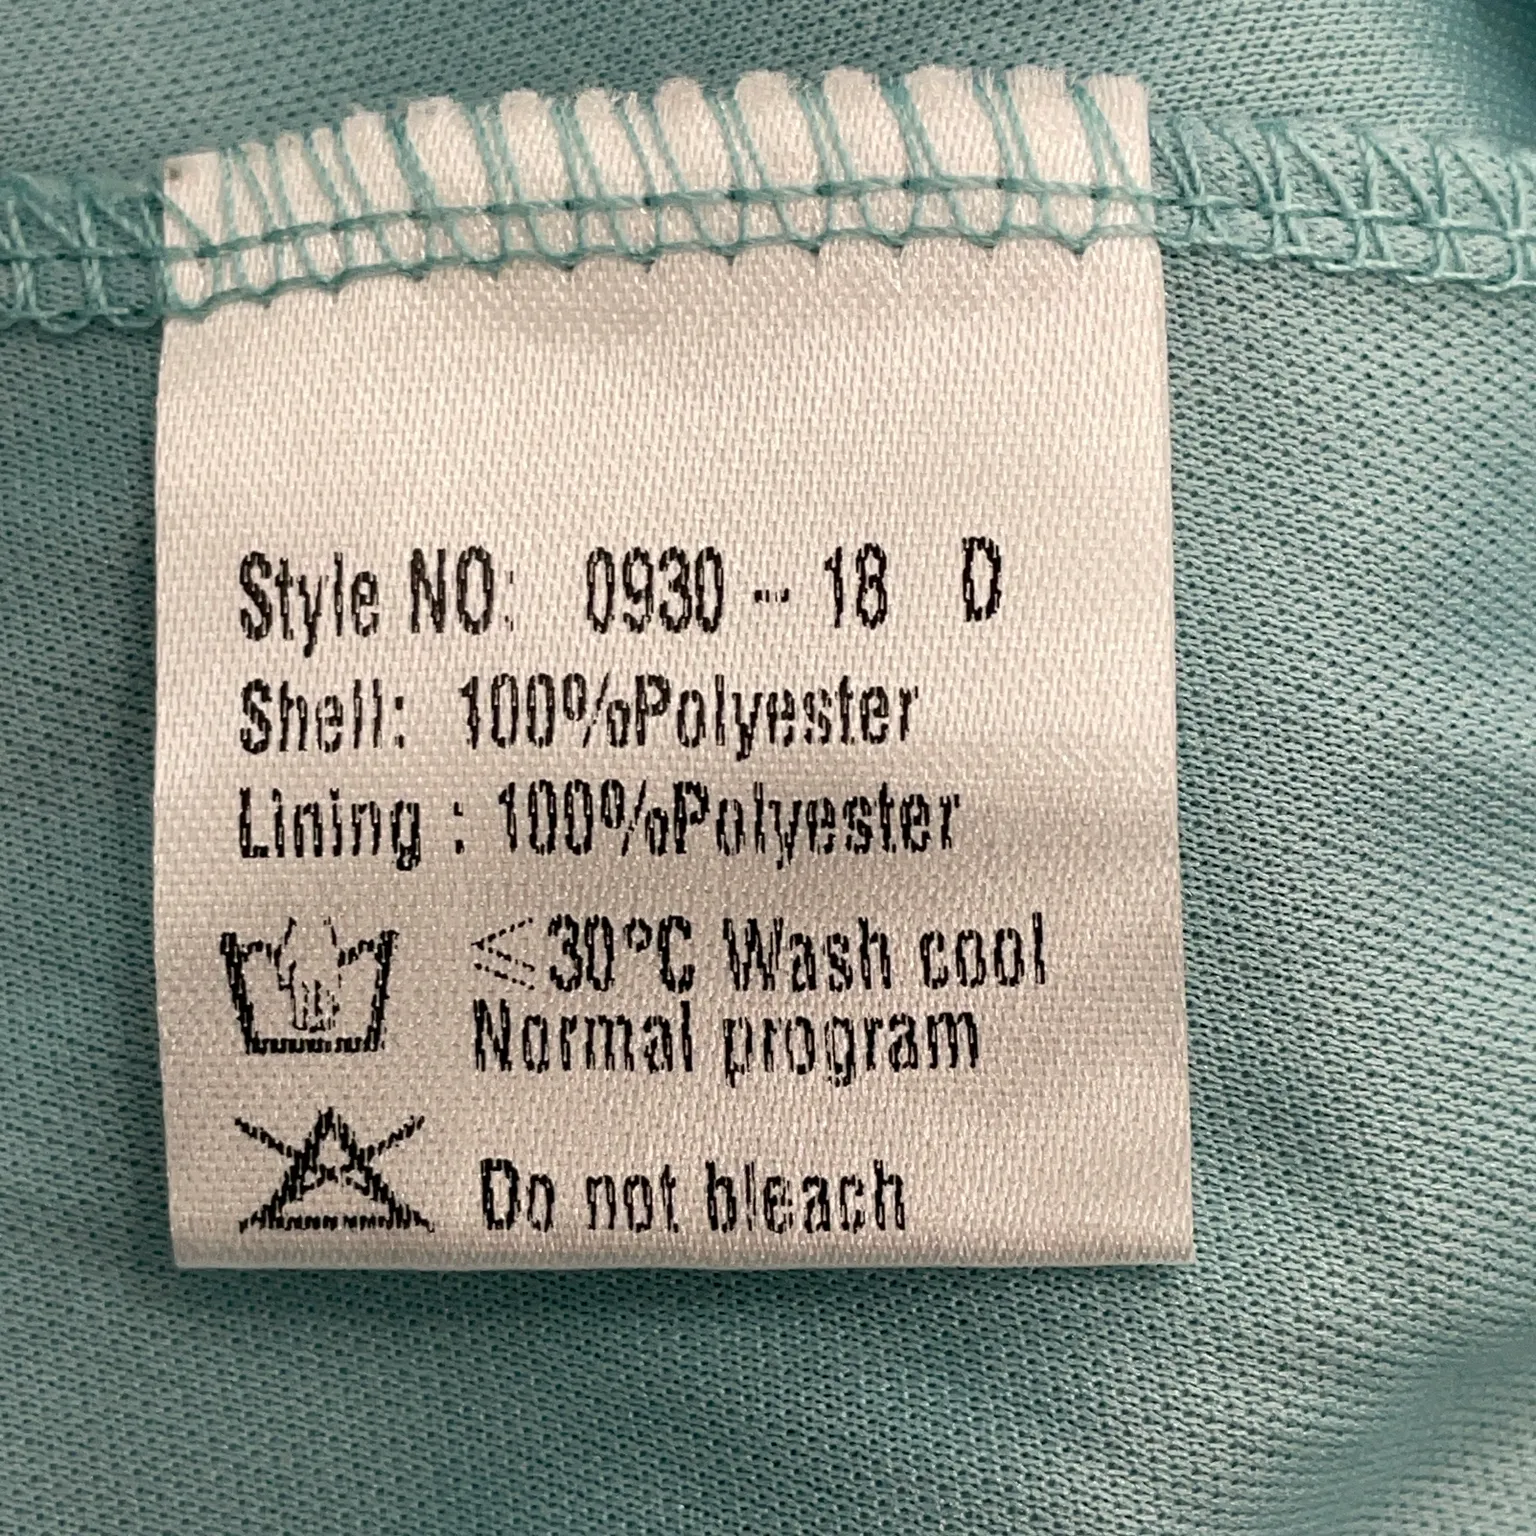 Style NO: 0930 -- 18 D
Shell: 100%Polyester
Lining : 100%Polyester
≤30°C Wash cool
Normal program
Do not bleach